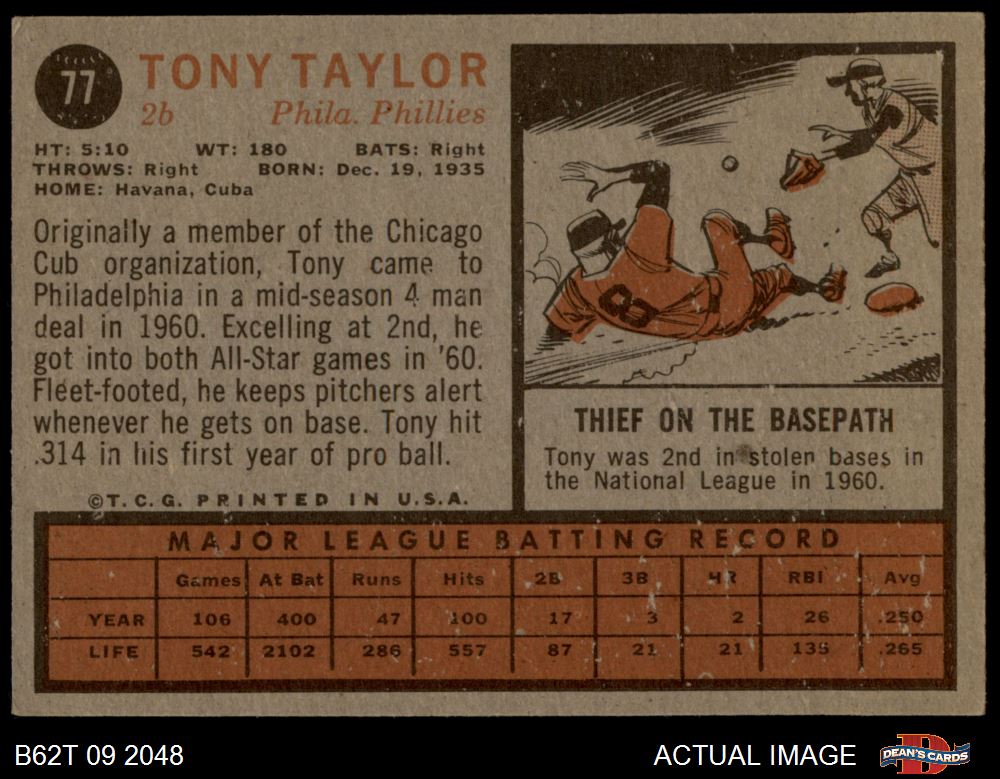 77
TONY TAYLOR
2b Phila. Phillies
HT: 5:10 WT: 180 BATS: Right
THROWS: Right BORN: Dec. 19, 1935
HOME: Havana, Cuba
Originally a member of the Chicago
Cub organization, Tony came to
Philadelphia in a mid-season 4 man
deal in 1960. Excelling at 2nd, he
got into both All-Star games in '60.
Fleet-footed, he keeps pitchers alert
whenever he gets on base. Tony hit
.314 in his first year of pro ball.
©T.C.G. PRINTED IN U.S.A.
8
THIEF ON THE BASEPATH
Tony was 2nd in stolen bases in
the National League in 1960.
MAJOR LEAGUE BATTING RECORD
Games At Bat Runs Hits 2B 3B HR RBI Avg
YEAR 106 400 47 100 17 3 2 26 .250
LIFE 542 2102 286 557 87 21 21 135 .265
B62T 09 2048 ACTUAL IMAGE
D
DEAN'S CARDS